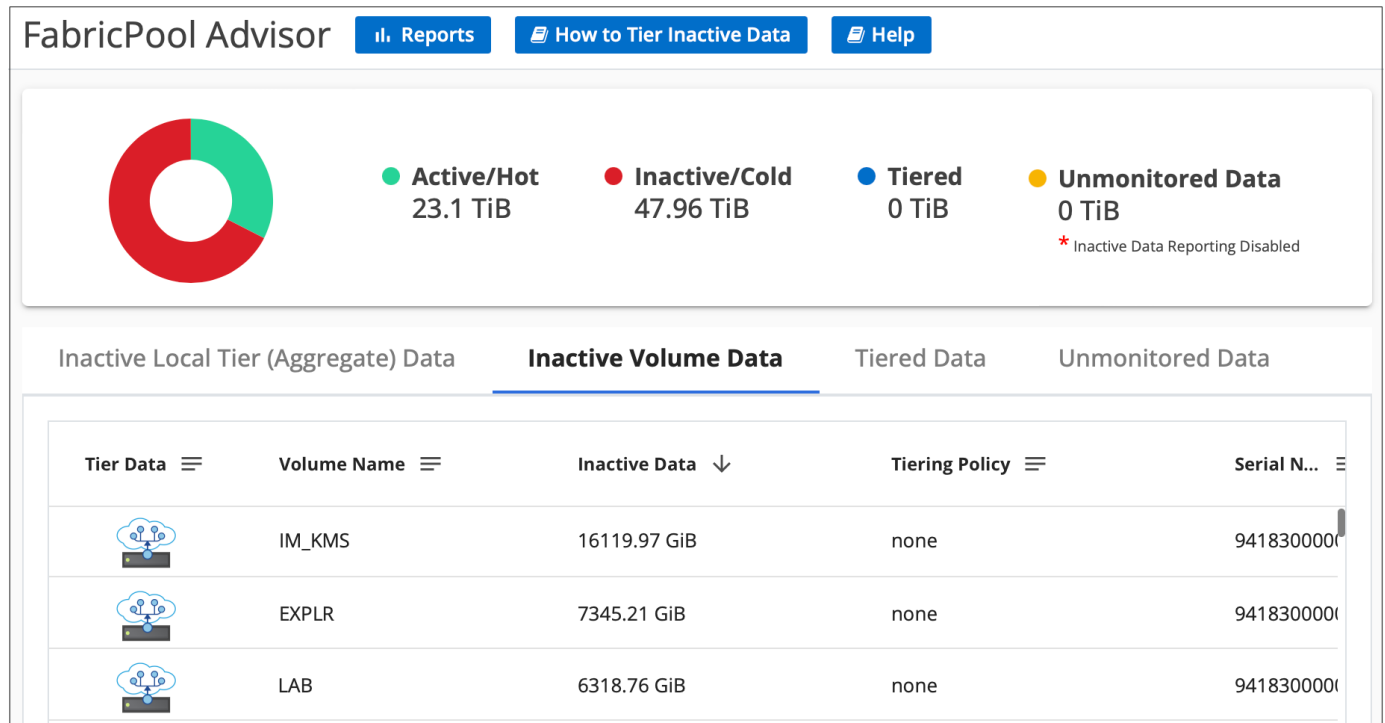 FabricPool Advisor Reports How to Tier Inactive Data Help
Active/Hot
23.1 TiB
Inactive/Cold
47.96 TiB
Tiered
0 TiB
Unmonitored Data
0 TiB
* Inactive Data Reporting Disabled
Inactive Local Tier (Aggregate) Data Inactive Volume Data Tiered Data Unmonitored Data
Tier Data Volume Name Inactive Data Tiering Policy Serial N...
IM_KMS 16119.97 GiB none 9418300000
EXPLR 7345.21 GiB none 9418300000
LAB 6318.76 GiB none 9418300000